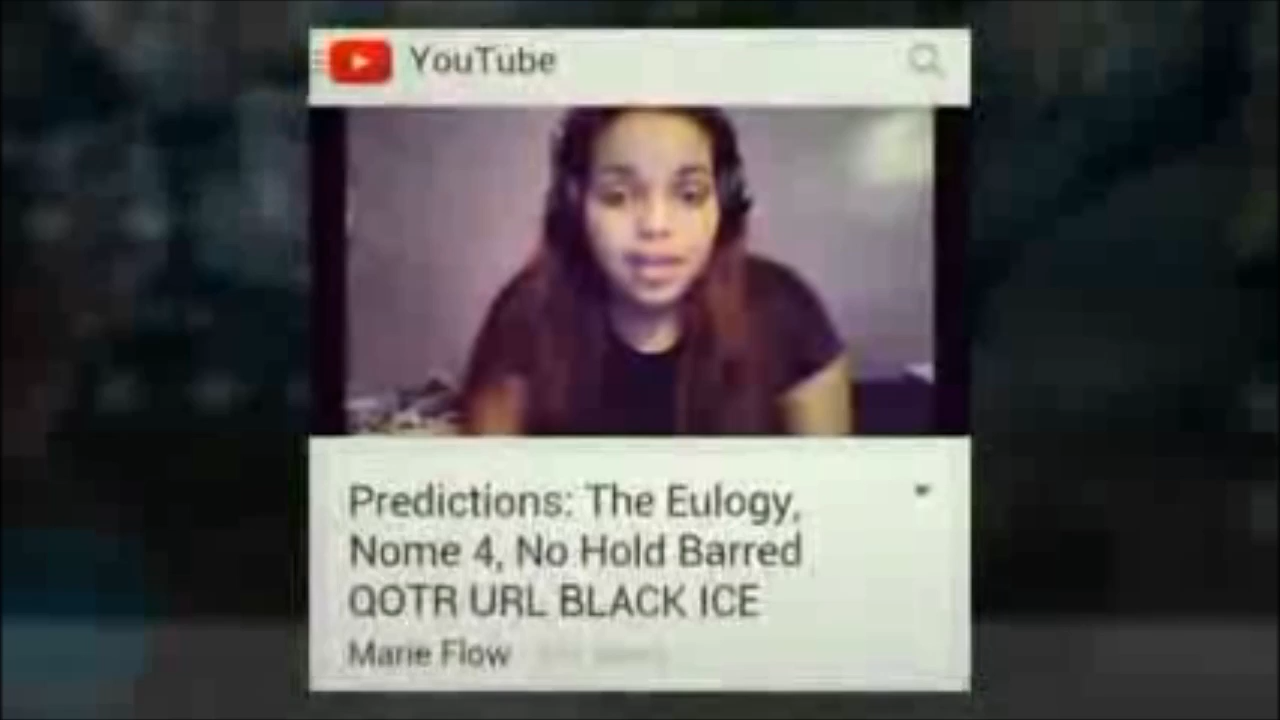 YouTube
Predictions: The Eulogy,
Nome 4, No Hold Barred
QOTR URL BLACK ICE
Marie Flow